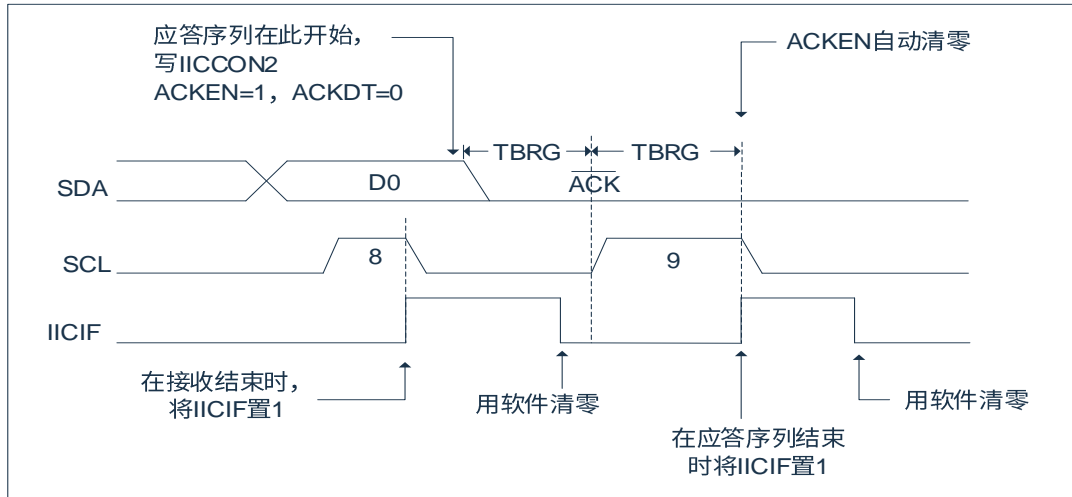 应答序列在此开始，
写IICCON2
ACKEN=1，ACKDT=0
ACKEN自动清零
TBRG
TBRG
SDA
D0
ACK
SCL
8
9
IICIF
在接收结束时，
将IICIF置1
用软件清零
在应答序列结束
时将IICIF置1
用软件清零